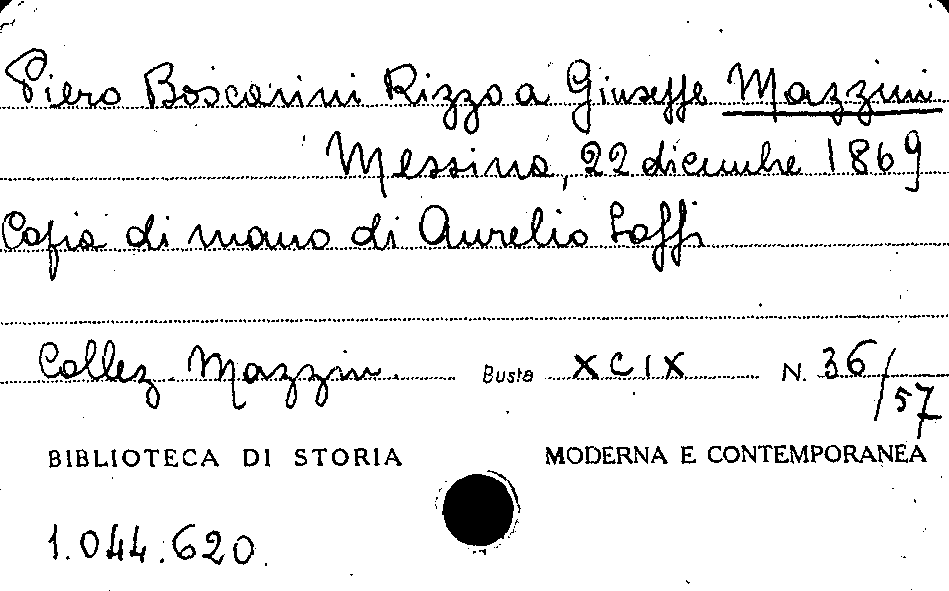 Piero Boscarini Rizzo a Giuseppe Mazzini
Messina, 22 dicembre 1869
Copia di mano di Aurelio Saffi
Collez. Mazzini. Busta XCIX N. 36/57
BIBLIOTECA DI STORIA MODERNA E CONTEMPORANEA
1.044.620.